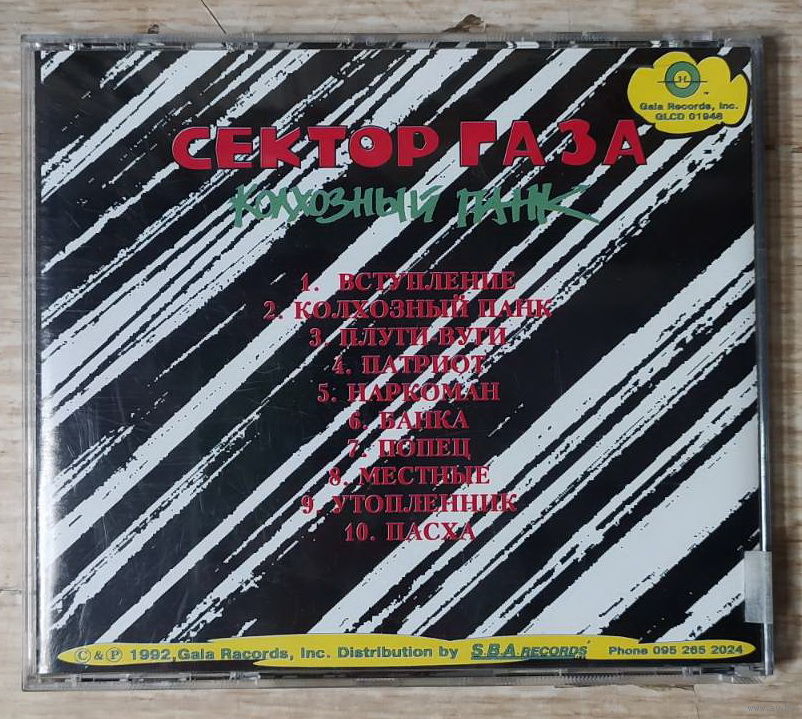 Gala Records, Inc.
GLCD 01946
СЕКТОР ГАЗА
КОЛХОЗНЫЙ ПАНК
1. ВСТУПЛЕНИЕ
2. КОЛХОЗНЫЙ ПАНК
3. ПЛУГИ-ВУГИ
4. ПАТРИОТ
5. НАРКОМАН
6. БАНКА
7. ПОПЕЦ
8. МЕСТНЫЕ
9. УТОПЛЕННИК
10. ПАСХА
© & ℗ 1992, Gala Records, Inc. Distribution by S.B.A RECORDS Phone 095 265 2024